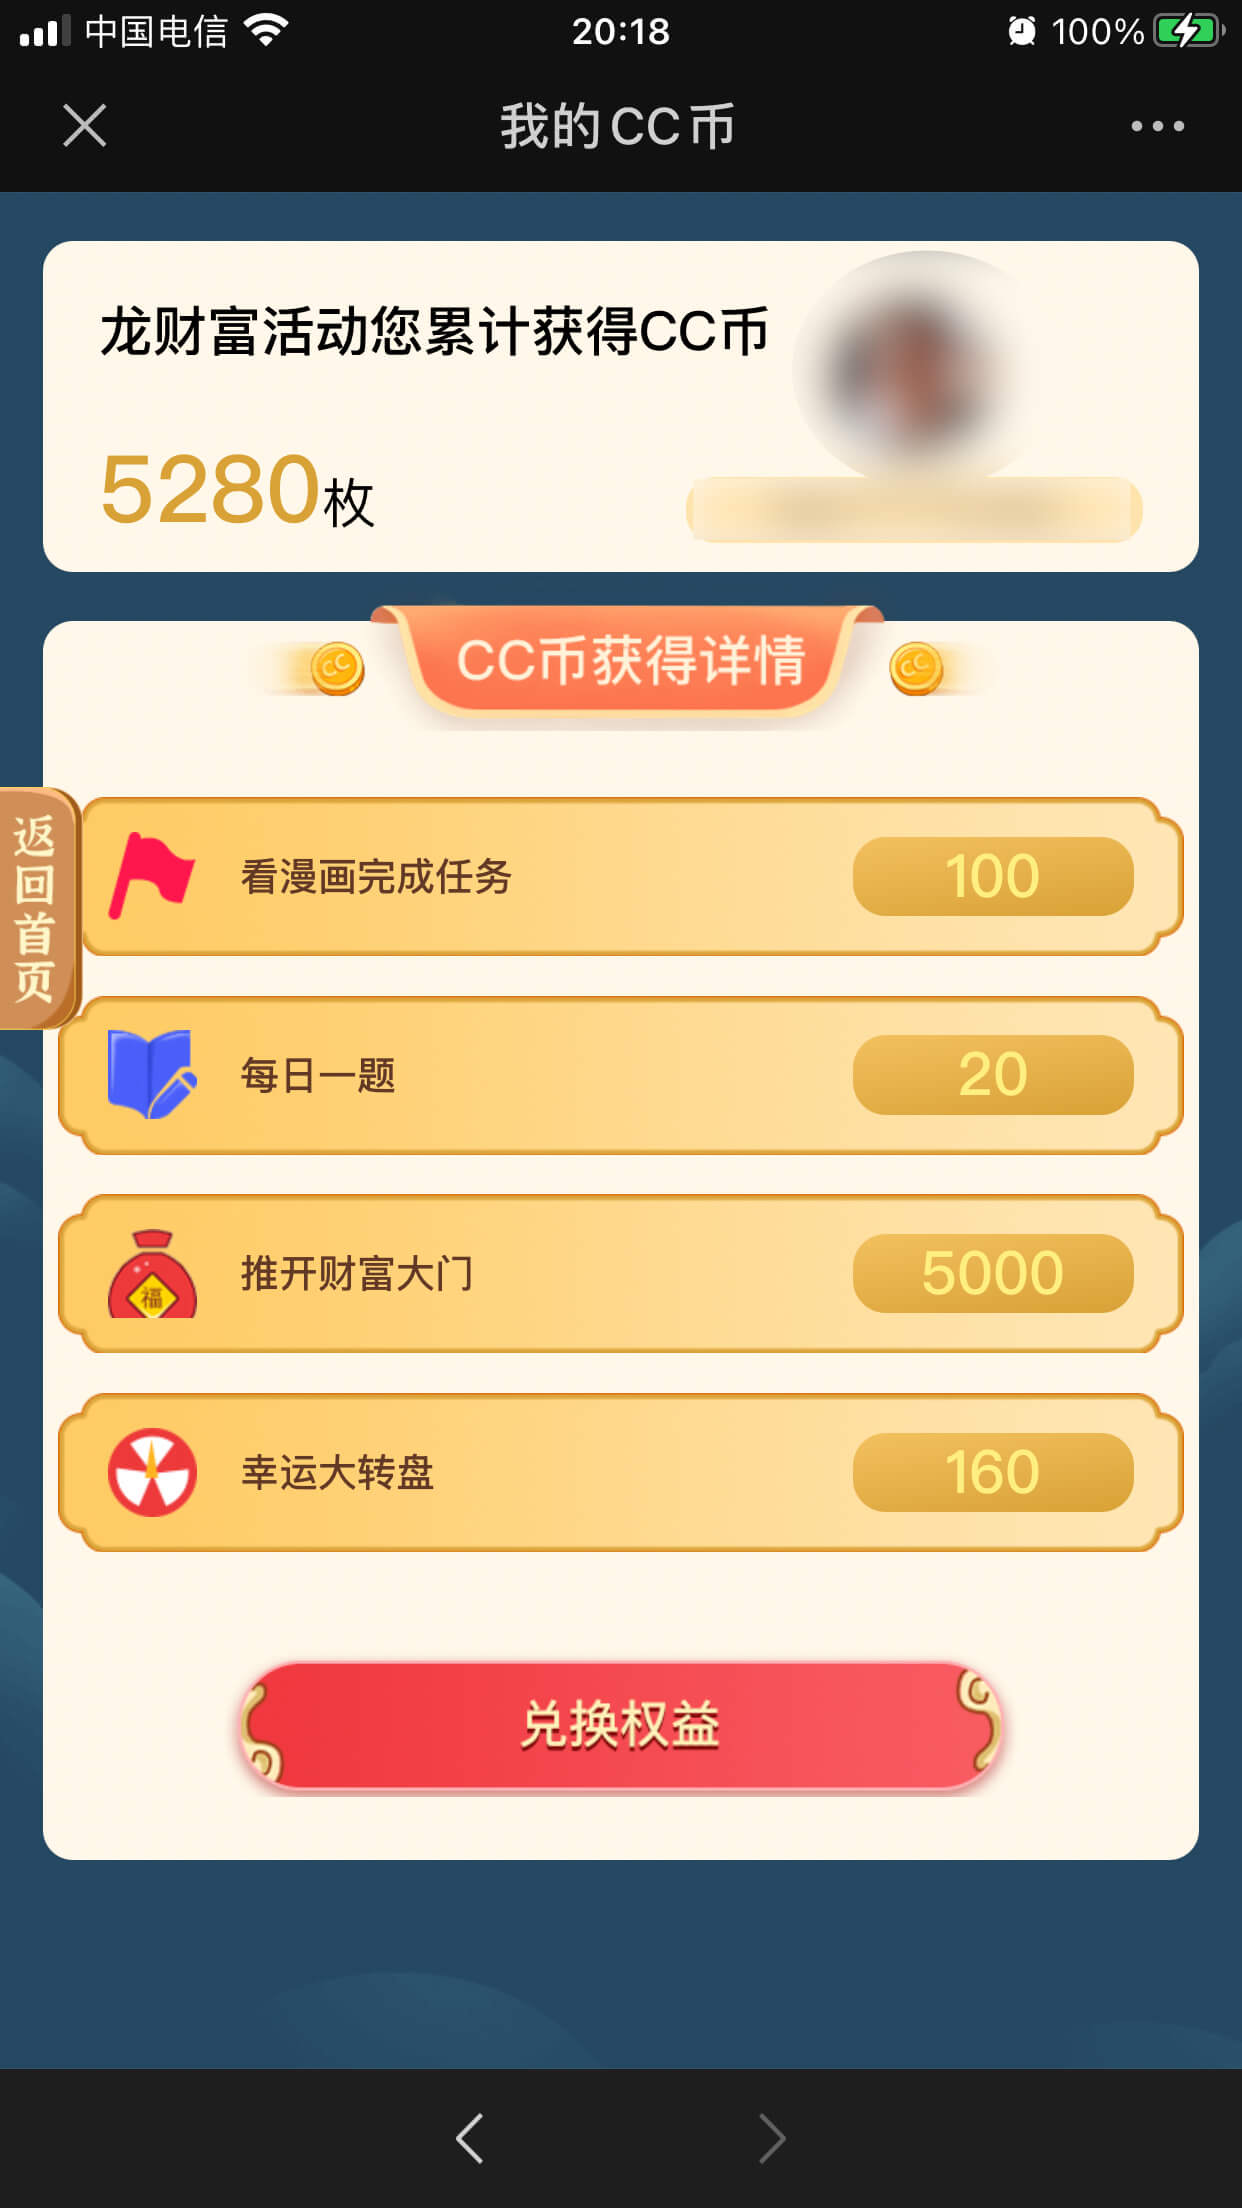 中国电信
20:18
100%
我的CC币
龙财富活动您累计获得CC币
5280枚
CC币获得详情
返回首页
看漫画完成任务
100
每日一题
20
推开财富大门
5000
福
幸运大转盘
160
兑换权益